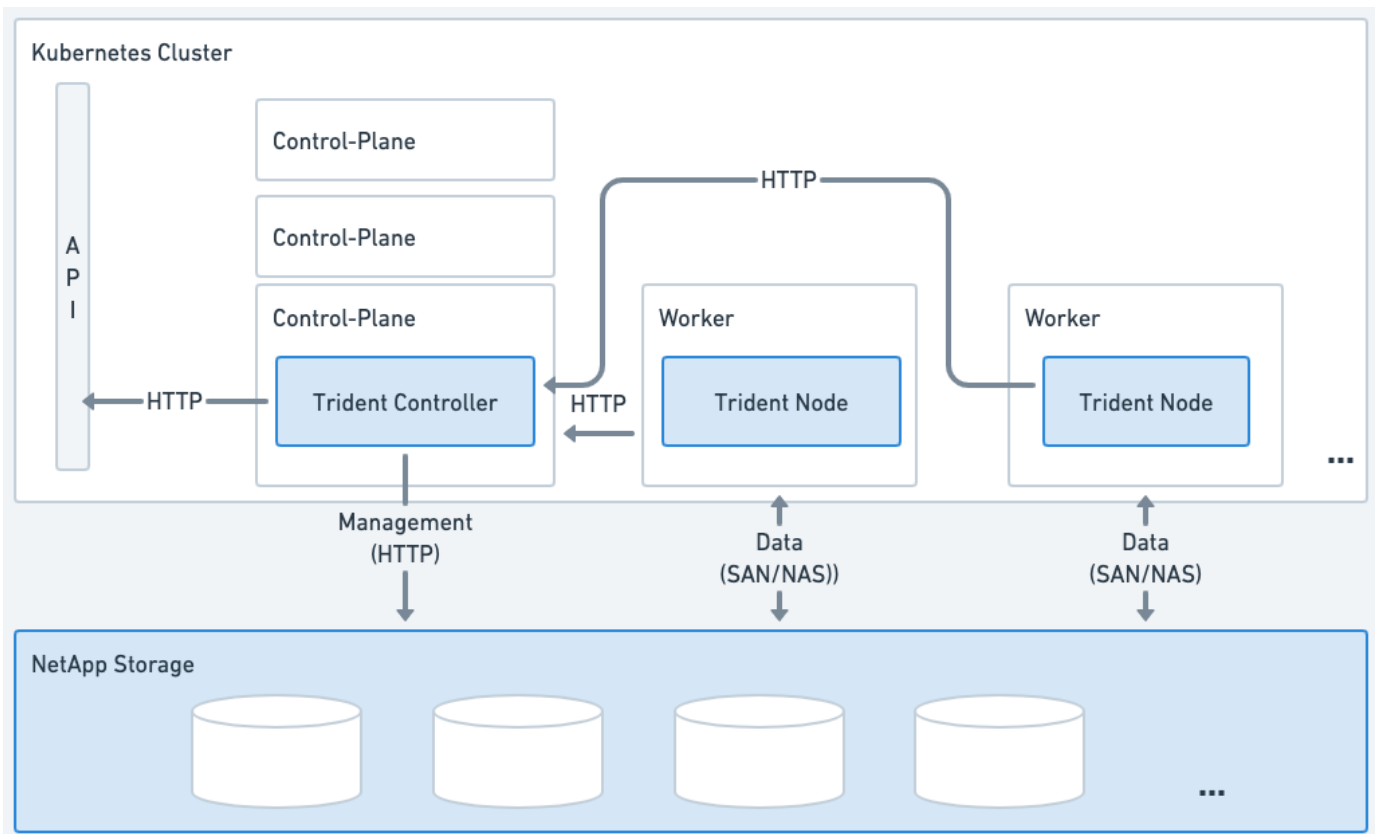 Kubernetes Cluster
A
P
I
Control-Plane
Control-Plane
Control-Plane
Trident Controller
HTTP
HTTP
HTTP
Worker
Trident Node
Worker
Trident Node
...
Management
(HTTP)
Data
(SAN/NAS))
Data
(SAN/NAS)
NetApp Storage
...